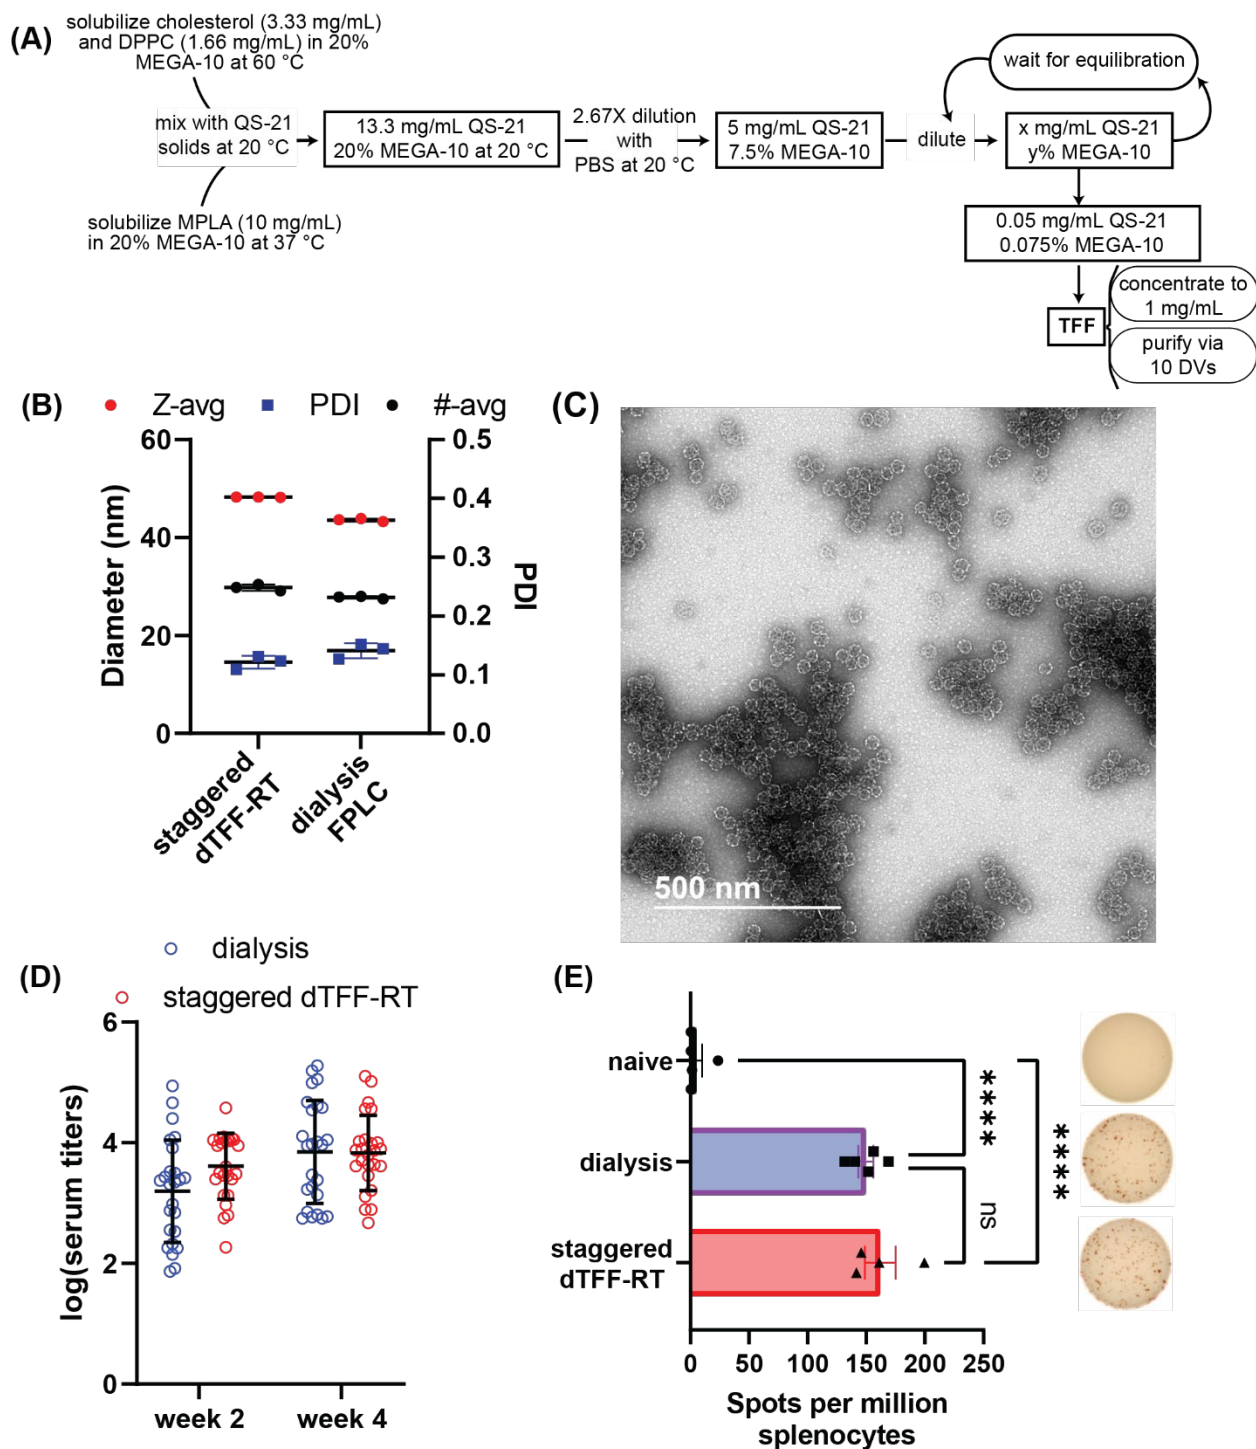 (A)
solubilize cholesterol (3.33 mg/mL)
and DPPC (1.66 mg/mL) in 20%
MEGA-10 at 60 °C
mix with QS-21
solids at 20 °C
solubilize MPLA (10 mg/mL)
in 20% MEGA-10 at 37 °C
13.3 mg/mL QS-21
20% MEGA-10 at 20 °C
2.67X dilution
with
PBS at 20 °C
5 mg/mL QS-21
7.5% MEGA-10
dilute
wait for equilibration
x mg/mL QS-21
y% MEGA-10
0.05 mg/mL QS-21
0.075% MEGA-10
TFF
concentrate to
1 mg/mL
purify via
10 DVs
(B)
Z-avg PDI #-avg
60
40
20
0
Diameter (nm)
0.5
0.4
0.3
0.2
0.1
0.0
PDI
staggered
dTFF-RT
dialysis
FPLC
(C)
500 nm
(D)
dialysis
staggered dTFF-RT
6
4
2
0
log(serum titers)
week 2 week 4
(E)
naive
dialysis
staggered
dTFF-RT
****
ns
****
0 50 100 150 200 250
Spots per million
splenocytes